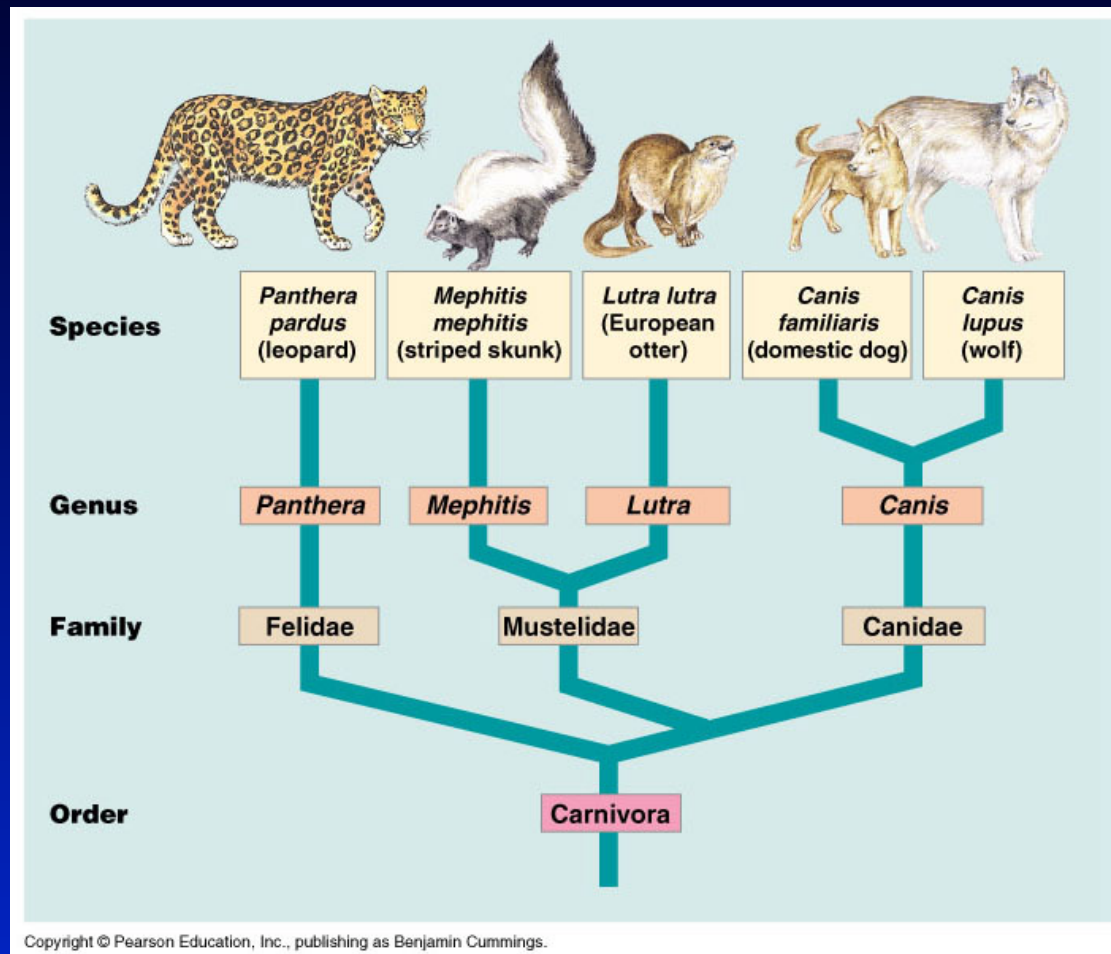 Species
Panthera
pardus
(leopard)
Mephitis
mephitis
(striped skunk)
Lutra lutra
(European
otter)
Canis
familiaris
(domestic dog)
Canis
lupus
(wolf)
Genus
Panthera
Mephitis
Lutra
Canis
Family
Felidae
Mustelidae
Canidae
Order
Carnivora
Copyright © Pearson Education, Inc., publishing as Benjamin Cummings.